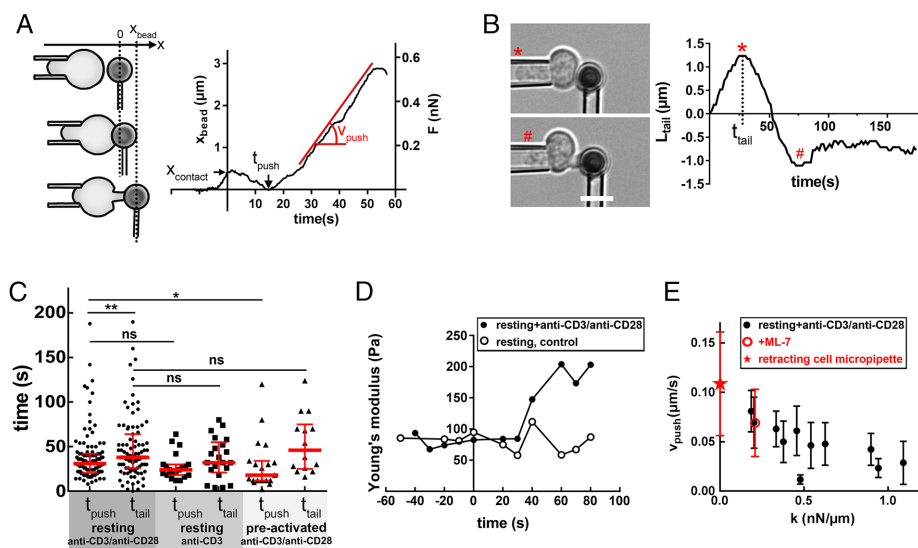 A
0
x_bead
x
x_bead (µm)
3
2
1
0
x_contact
t_push
v_push
0.6
0.4
0.2
F (nN)
0 10 20 30 40 50 60
time(s)
B
*
#
L_tail (µm)
1.5
1.0
0.5
0.0
-0.5
-1.0
-1.5
*
t_tail
50 100 150
#
time(s)
C
time (s)
200
150
100
50
0
*
**
ns
ns
ns
t_push t_tail t_push t_tail t_push t_tail
resting resting pre-activated
anti-CD3/anti-CD28 anti-CD3 anti-CD3/anti-CD28
D
Young's modulus (Pa)
resting+anti-CD3/anti-CD28
resting, control
250
200
150
100
50
-40 -20 0 20 40 60 80 100
time (s)
E
v_push (µm/s)
resting+anti-CD3/anti-CD28
+ML-7
retracting cell micropipette
0.15
0.10
0.05
0.00
0.0 0.5 1.0
k (nN/µm)